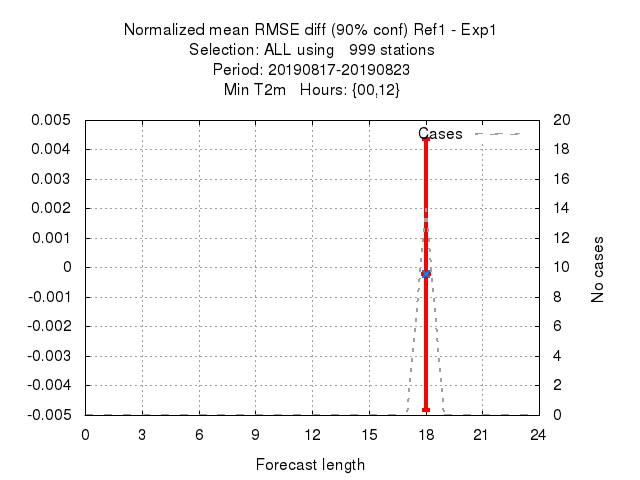 Normalized mean RMSE diff (90% conf) Ref1 - Exp1
Selection: ALL using   999 stations
Period: 20190817-20190823
Min T2m   Hours: {00,12}
0.005
0.004
0.003
0.002
0.001
0
-0.001
-0.002
-0.003
-0.004
-0.005
Cases
20
18
16
14
12
10
8
6
4
2
0
No cases
0 3 6 9 12 15 18 21 24
Forecast length